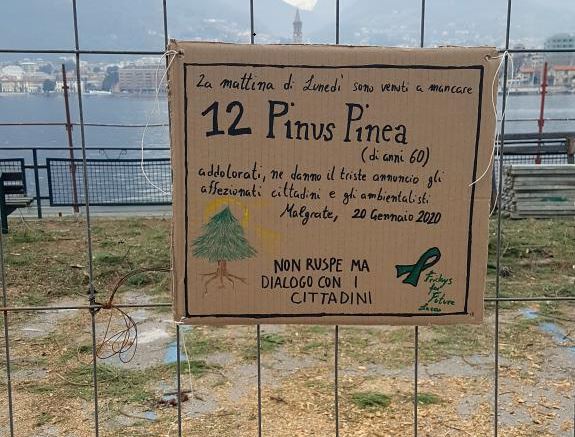 La mattina di Lunedì sono venuti a mancare
12 Pinus Pinea
(di anni 60)
addolorati, ne danno il triste annuncio gli
affezionati cittadini e gli ambientalisti
Malgrate, 20 Gennaio 2020
NON RUSPE MA
DIALOGO CON I
CITTADINI
Fridays
for
Future
Lecco